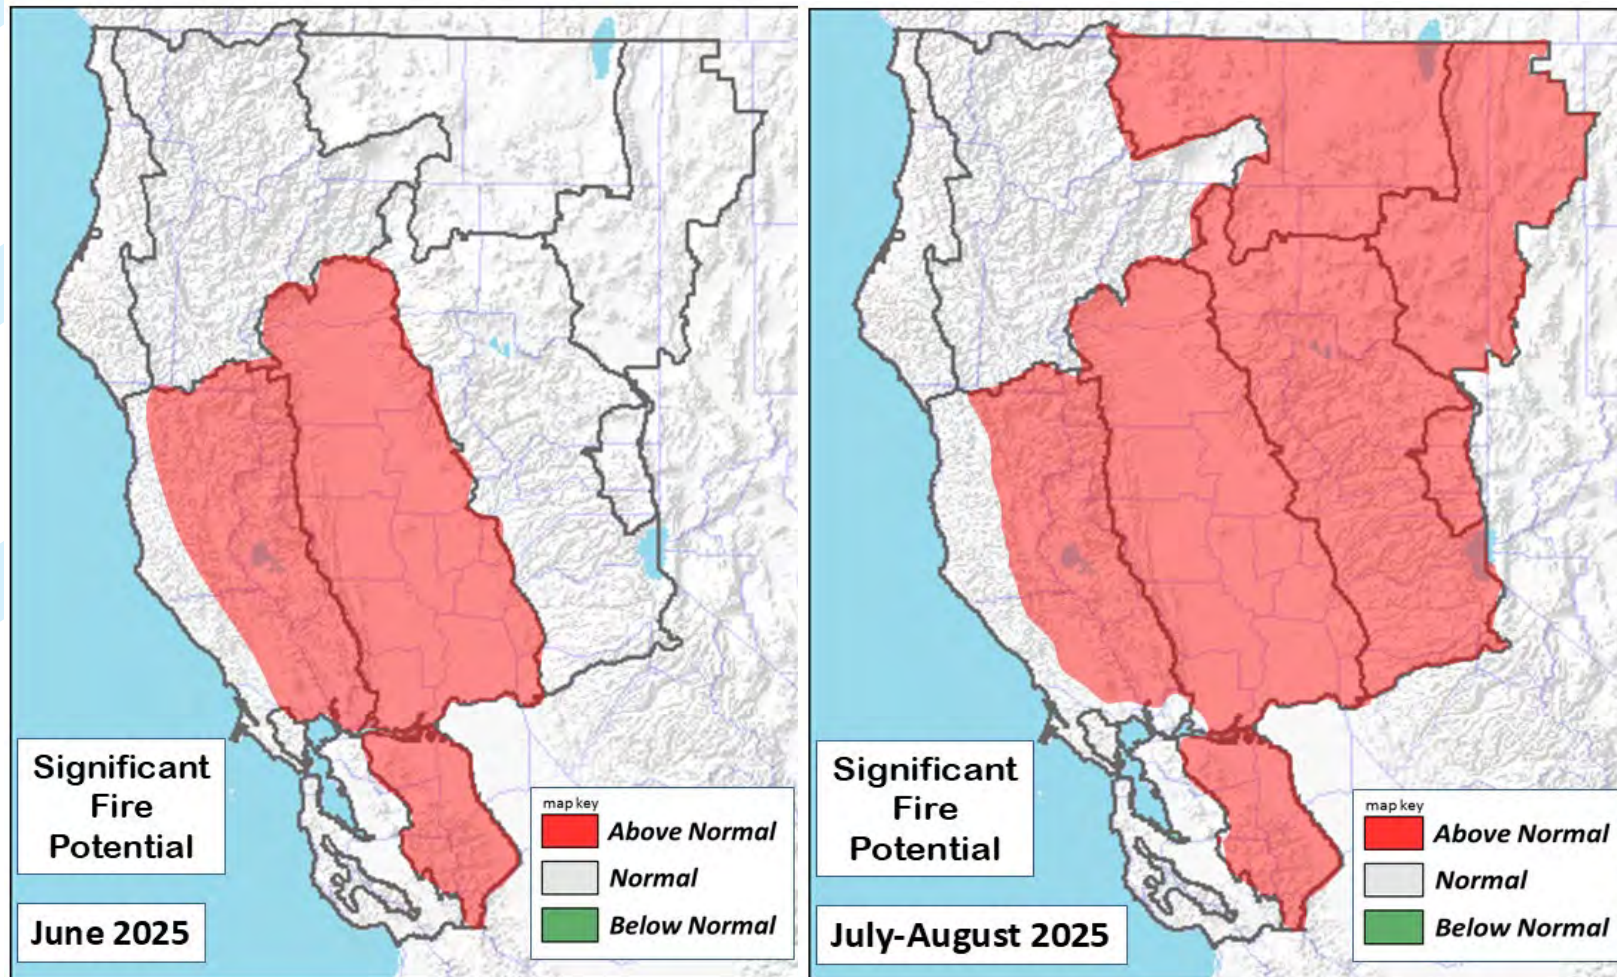 Significant
Fire
Potential
June 2025
map key
Above Normal
Normal
Below Normal
Significant
Fire
Potential
July-August 2025
map key
Above Normal
Normal
Below Normal